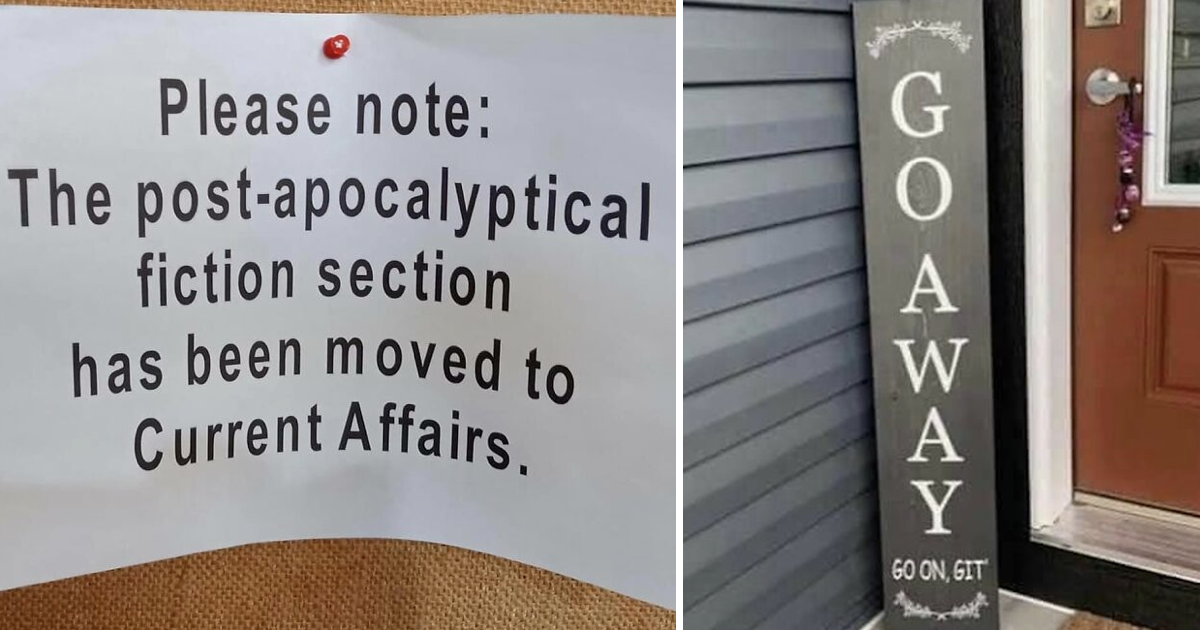 Please note:
The post-apocalyptical
fiction section
has been moved to
Current Affairs.
G
O
A
W
A
Y
GO ON, GIT'